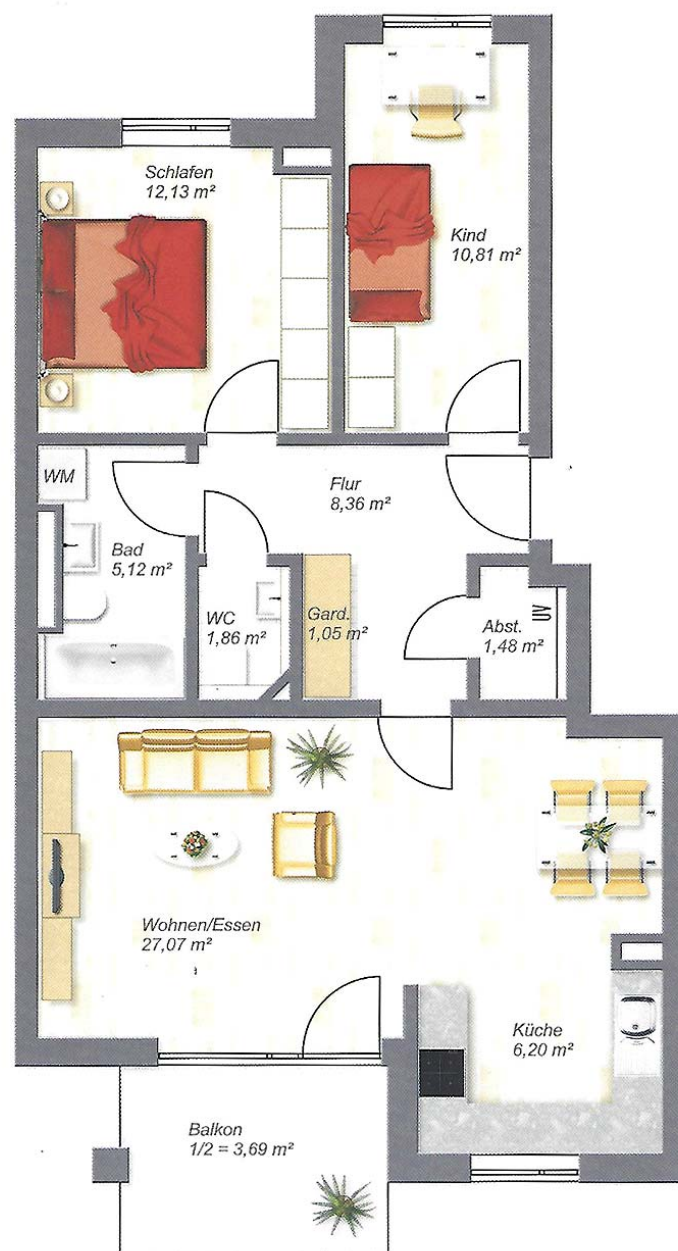 Schlafen
12,13 m²
Kind
10,81 m²
WM
Flur
8,36 m²
Bad
5,12 m²
WC
1,86 m²
Gard.
1,05 m²
Abst.
1,48 m²
UV
Wohnen/Essen
27,07 m²
Küche
6,20 m²
Balkon
1/2 = 3,69 m²